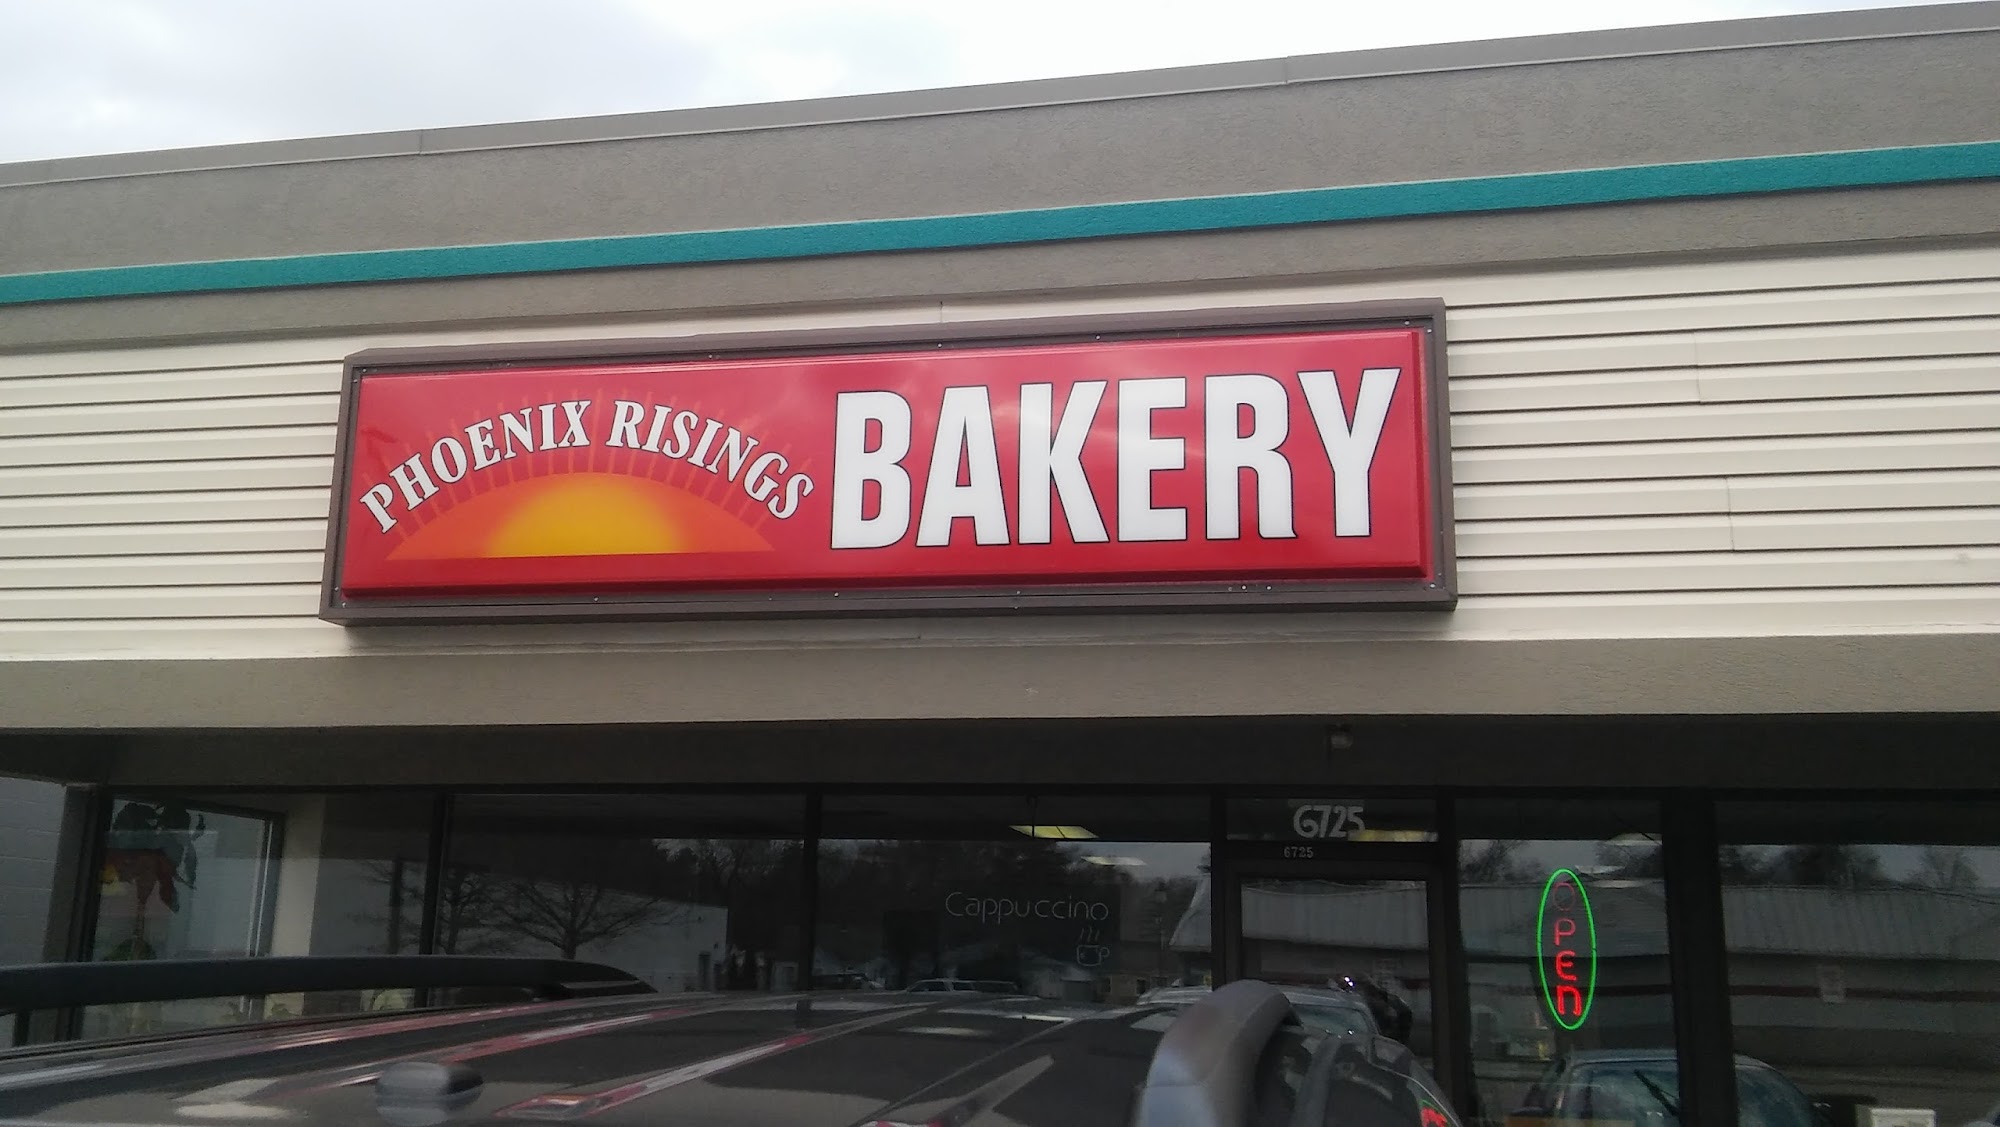 PHOENIX RISINGS
BAKERY
6725
6725
Cappuccino
OPEN